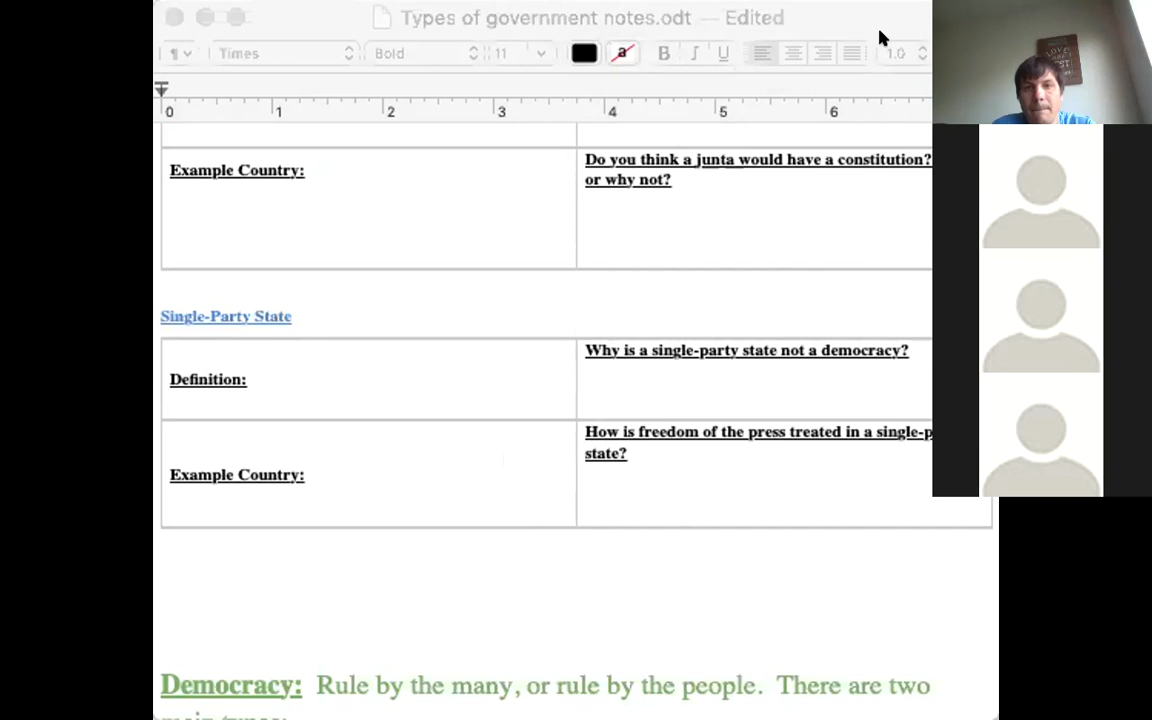 Types of government notes.odt — Edited
¶ Times Bold 11 a B I U 1.0
0 1 2 3 4 5 6
Example Country:
Do you think a junta would have a constitution?
or why not?
Single-Party State
Definition:
Why is a single-party state not a democracy?
Example Country:
How is freedom of the press treated in a single-p
state?
Democracy: Rule by the many, or rule by the people. There are two